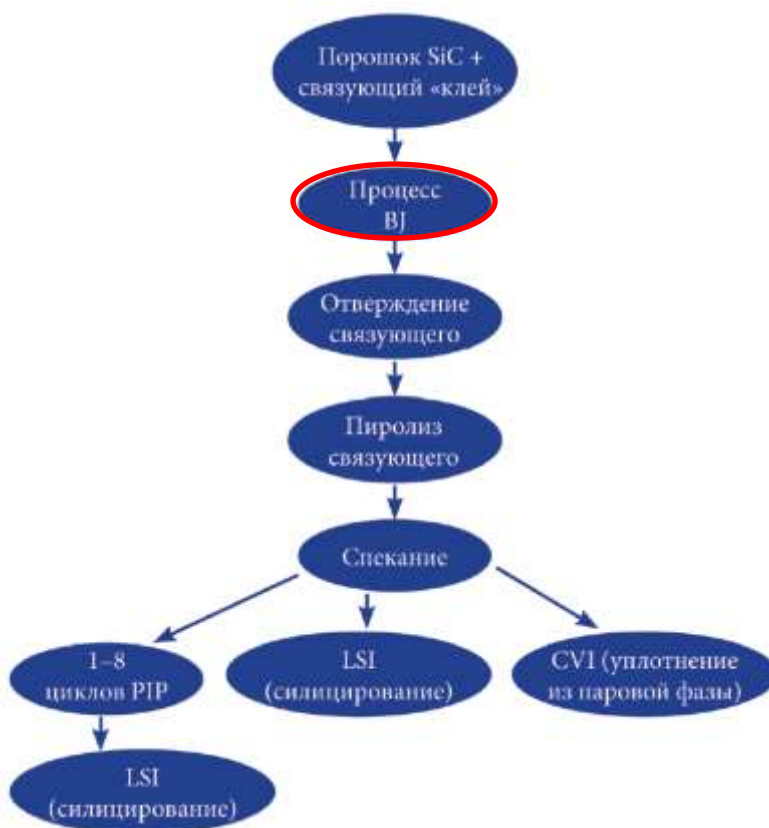 Порошок SiC +
связующий «клей»
Процесс
BJ
Отверждение
связующего
Пиролиз
связующего
Спекание
1–8
циклов PIP
LSI
(силицирование)
CVI (уплотнение
из паровой фазы)
LSI
(силицирование)